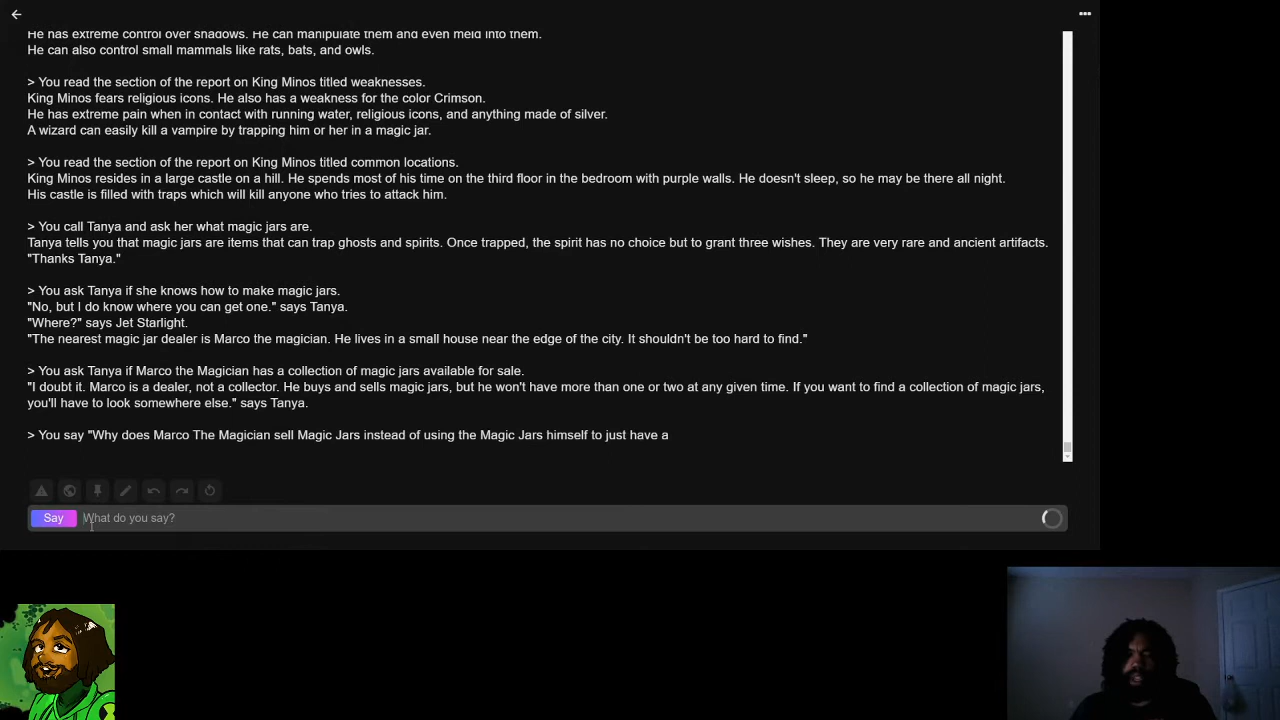 He has extreme control over shadows. He can manipulate them and even meld into them.
He can also control small mammals like rats, bats, and owls.
> You read the section of the report on King Minos titled weaknesses.
King Minos fears religious icons. He also has a weakness for the color Crimson.
He has extreme pain when in contact with running water, religious icons, and anything made of silver.
A wizard can easily kill a vampire by trapping him or her in a magic jar.
> You read the section of the report on King Minos titled common locations.
King Minos resides in a large castle on a hill. He spends most of his time on the third floor in the bedroom with purple walls. He doesn't sleep, so he may be there all night.
His castle is filled with traps which will kill anyone who tries to attack him.
> You call Tanya and ask her what magic jars are.
Tanya tells you that magic jars are items that can trap ghosts and spirits. Once trapped, the spirit has no choice but to grant three wishes. They are very rare and ancient artifacts.
"Thanks Tanya."
> You ask Tanya if she knows how to make magic jars.
"No, but I do know where you can get one." says Tanya.
"Where?" says Jet Starlight.
"The nearest magic jar dealer is Marco the magician. He lives in a small house near the edge of the city. It shouldn't be too hard to find."
> You ask Tanya if Marco the Magician has a collection of magic jars available for sale.
"I doubt it. Marco is a dealer, not a collector. He buys and sells magic jars, but he won't have more than one or two at any given time. If you want to find a collection of magic jars,
you'll have to look somewhere else." says Tanya.
> You say "Why does Marco The Magician sell Magic Jars instead of using the Magic Jars himself to just have a
Say What do you say?